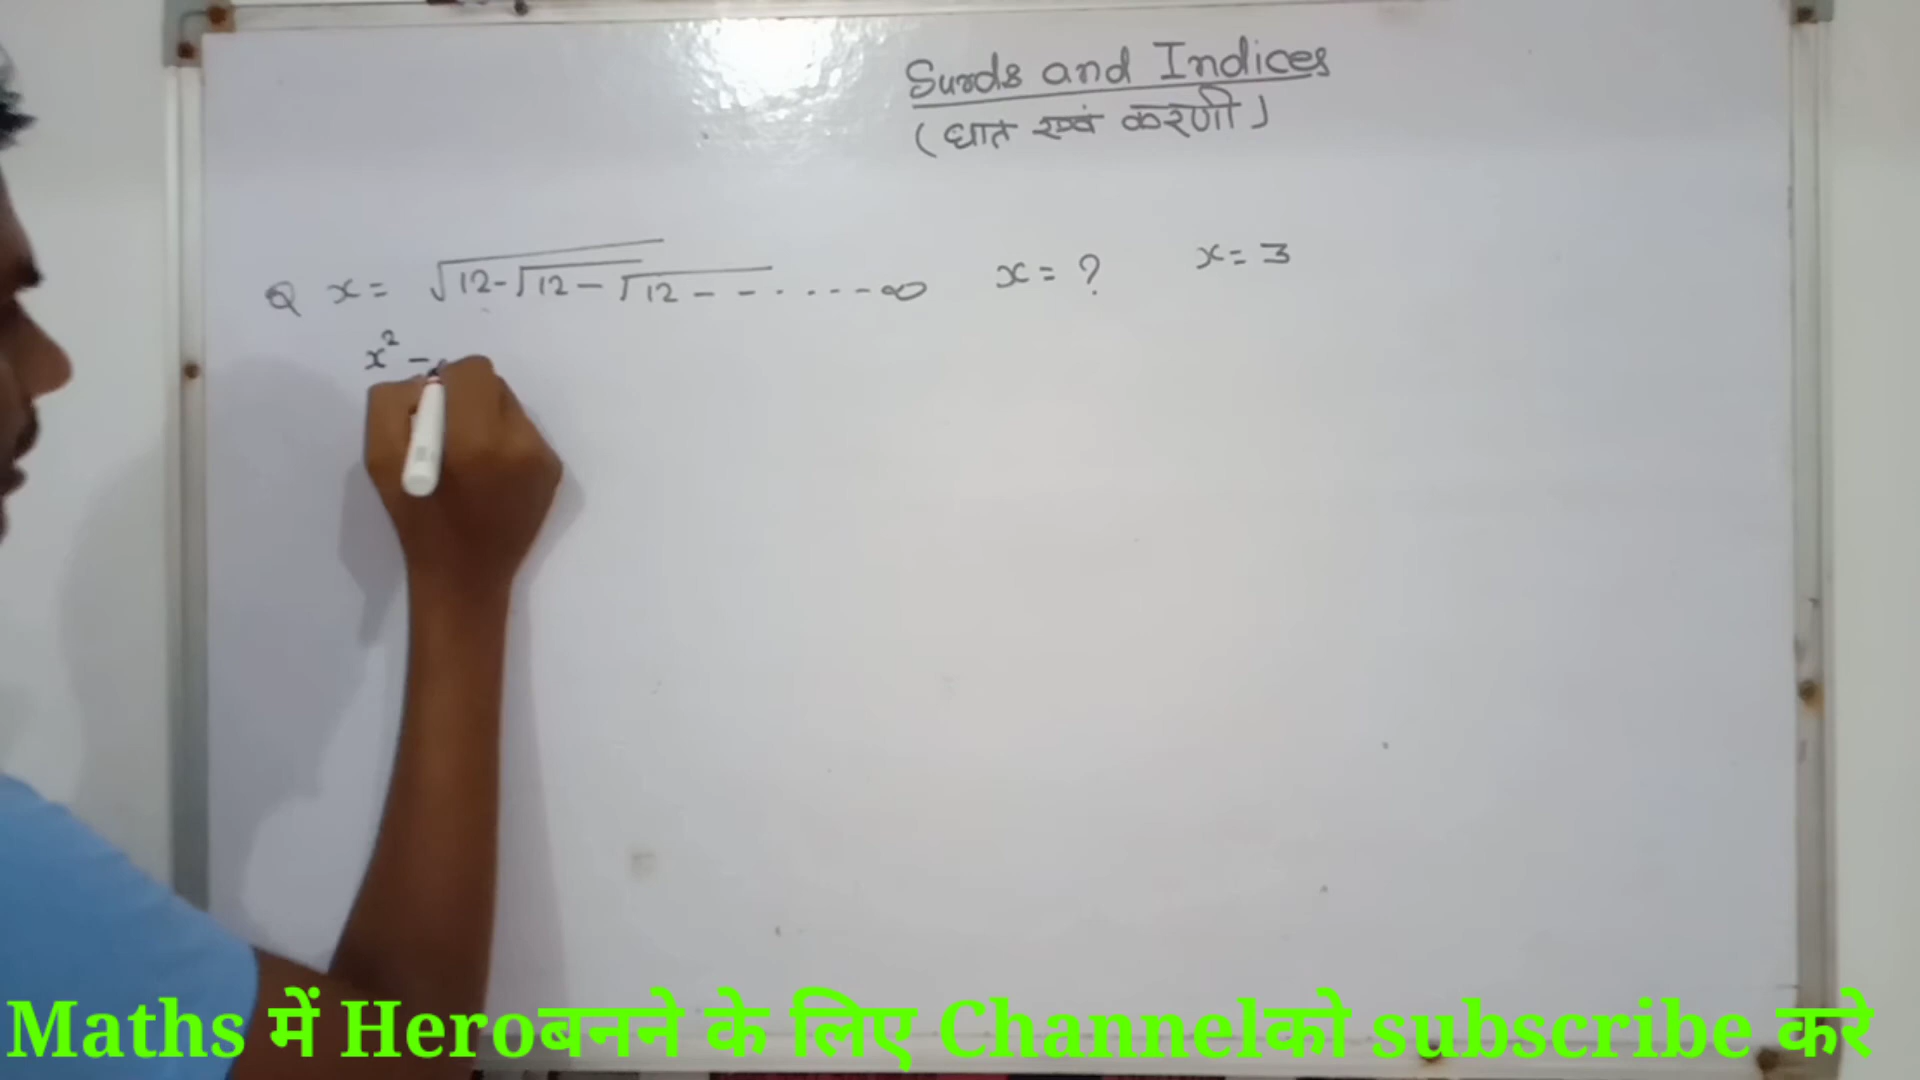 Surds and Indices
(घात एवं करणी)
Q x = √12-√12-√12- - . . . - - - ∞ x = ? x = 3
x² -
Maths में Heroबनने के लिए Channelको subscribe करे